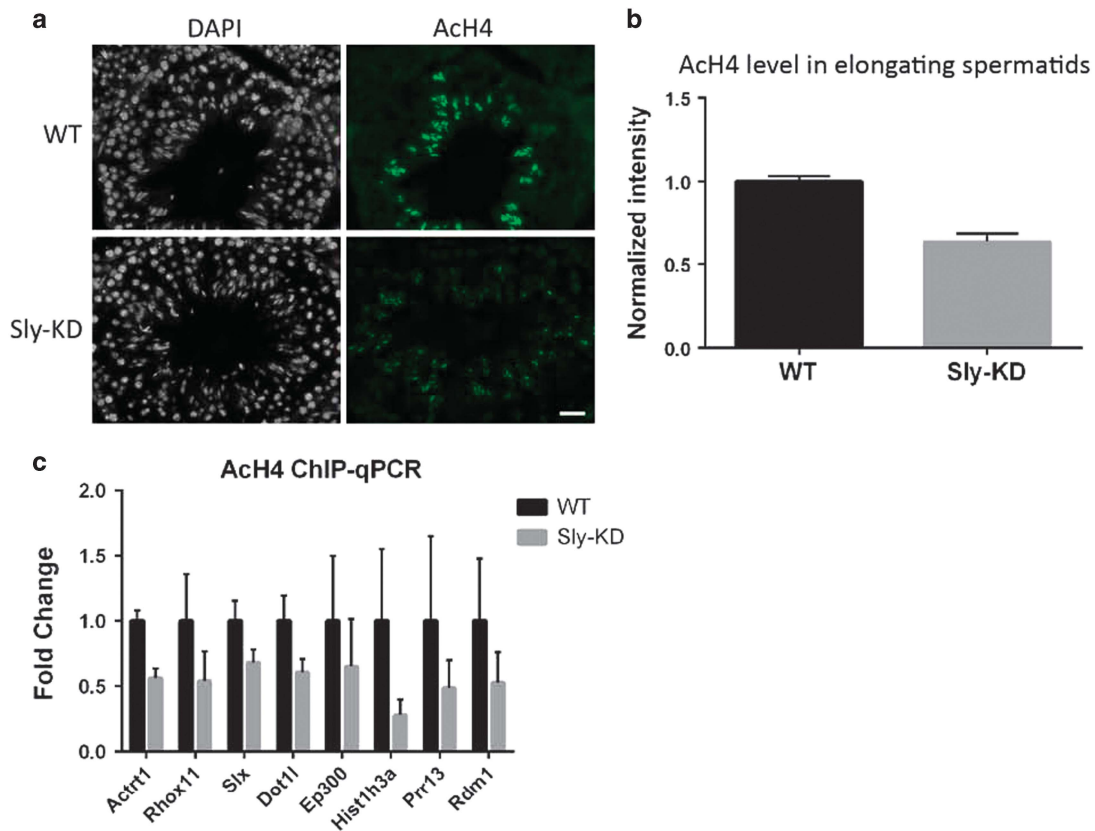 a
DAPI
AcH4
WT
Sly-KD
b
AcH4 level in elongating spermatids
Normalized intensity
1.5
1.0
0.5
0.0
WT
Sly-KD
c
AcH4 ChIP-qPCR
Fold Change
2.0
1.5
1.0
0.5
0.0
WT
Sly-KD
Actrt1
Rhox11
Slx
Dot1l
Ep300
Hist1h3a
Prr13
Rdm1